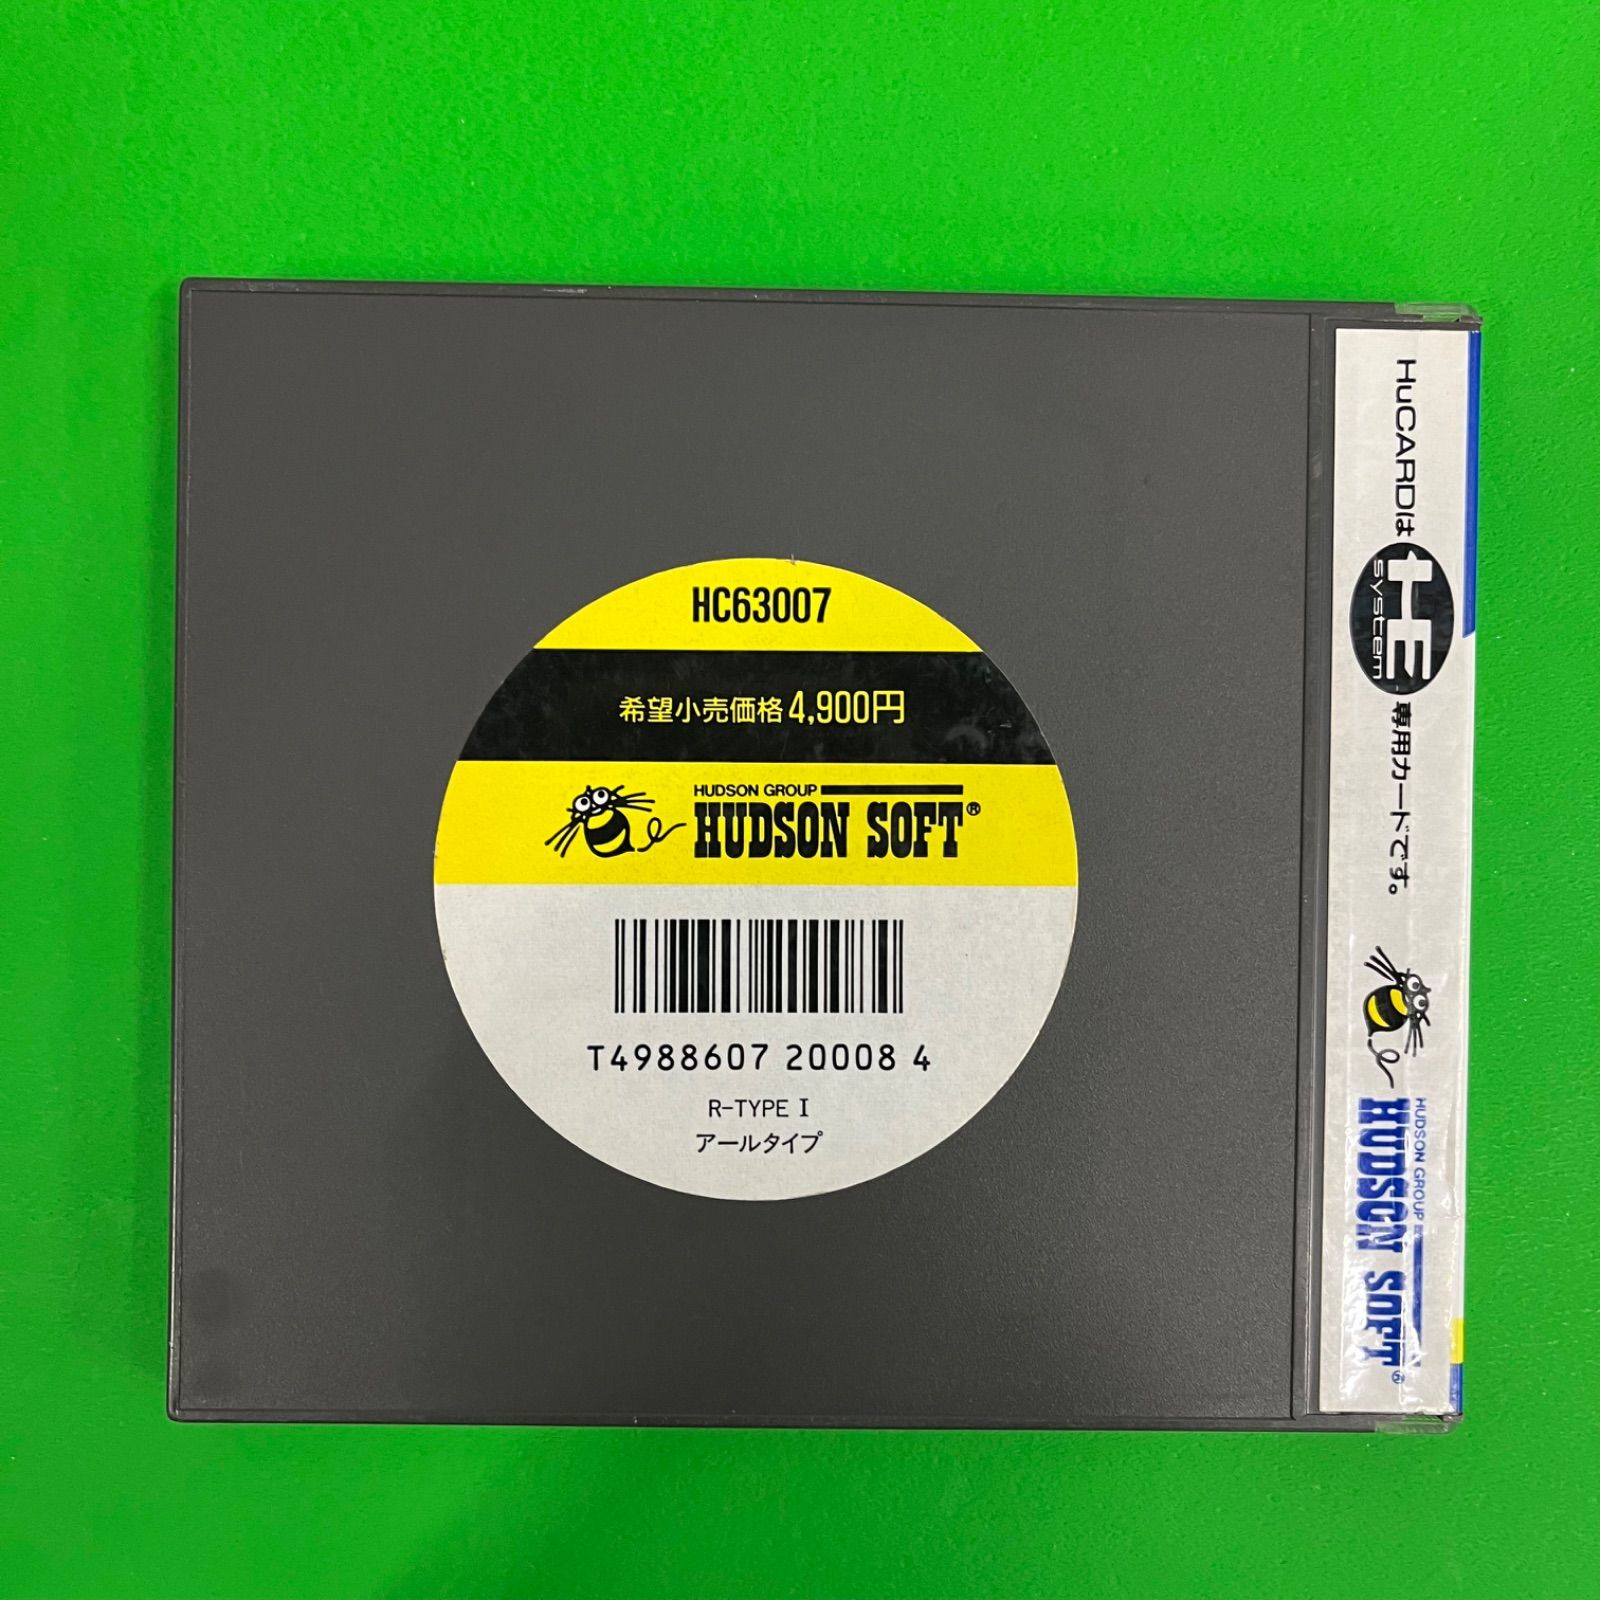 HC63007
希望小売価格4,900円
HUDSON GROUP
HUDSON SOFT®
T4988607 20008 4
R-TYPE I
アールタイプ
HuCARDは HE system 専用カードです。
HUDSON GROUP
HUDSON SOFT®